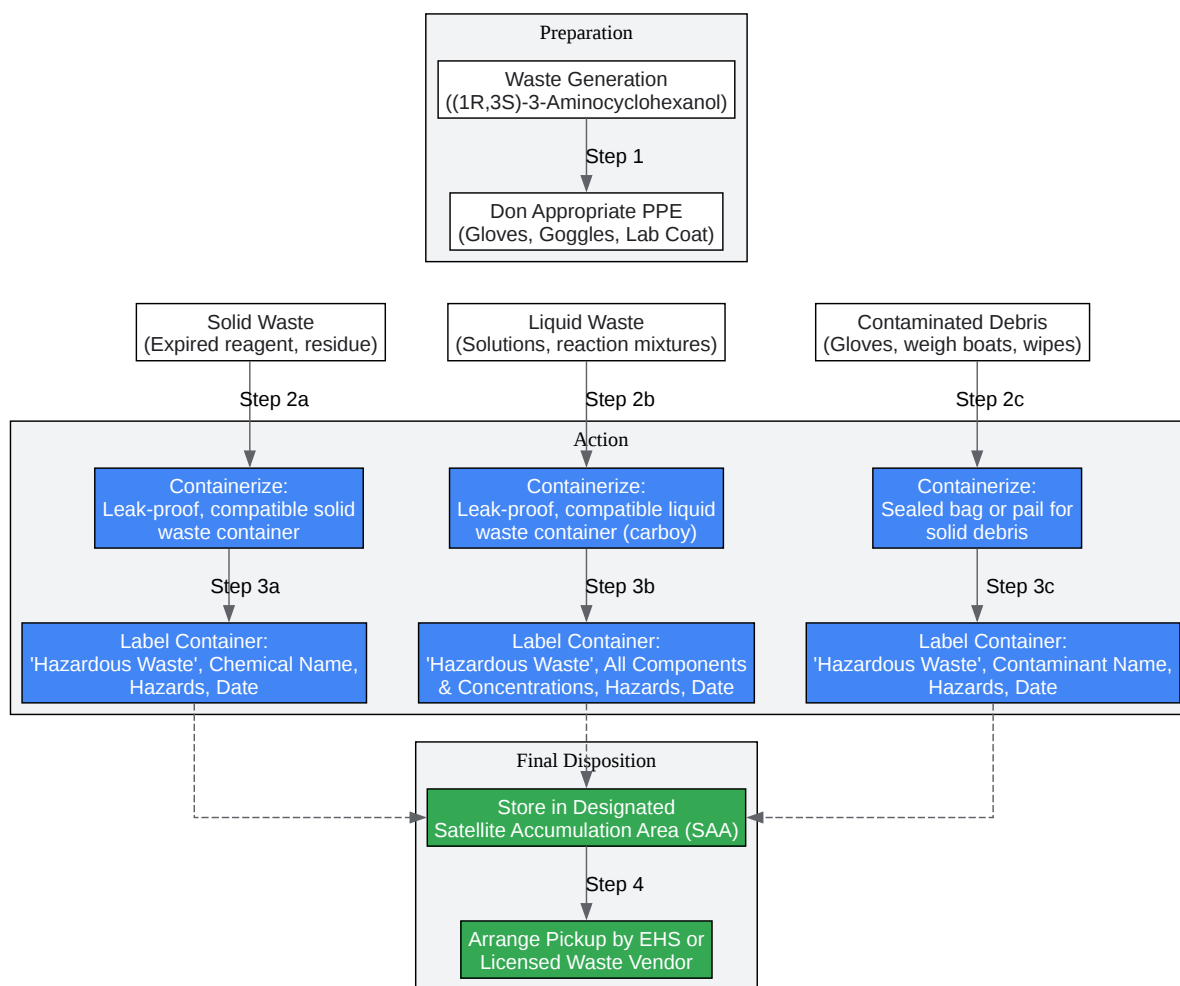 Preparation
Waste Generation
((1R,3S)-3-Aminocyclohexanol)
Step 1
Don Appropriate PPE
(Gloves, Goggles, Lab Coat)
Solid Waste
(Expired reagent, residue)
Liquid Waste
(Solutions, reaction mixtures)
Contaminated Debris
(Gloves, weigh boats, wipes)
Step 2a
Step 2b
Step 2c
Action
Containerize:
Leak-proof, compatible solid
waste container
Containerize:
Leak-proof, compatible liquid
waste container (carboy)
Containerize:
Sealed bag or pail for
solid debris
Step 3a
Step 3b
Step 3c
Label Container:
'Hazardous Waste', Chemical Name,
Hazards, Date
Label Container:
'Hazardous Waste', All Components
& Concentrations, Hazards, Date
Label Container:
'Hazardous Waste', Contaminant Name,
Hazards, Date
Final Disposition
Store in Designated
Satellite Accumulation Area (SAA)
Step 4
Arrange Pickup by EHS or
Licensed Waste Vendor